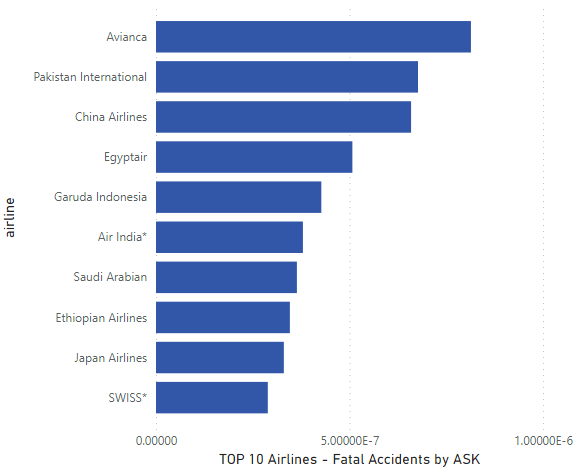 Avianca
Pakistan International
China Airlines
Egyptair
Garuda Indonesia
Air India*
Saudi Arabian
Ethiopian Airlines
Japan Airlines
SWISS*
airline
0.00000 5.00000E-7 1.00000E-6
TOP 10 Airlines - Fatal Accidents by ASK